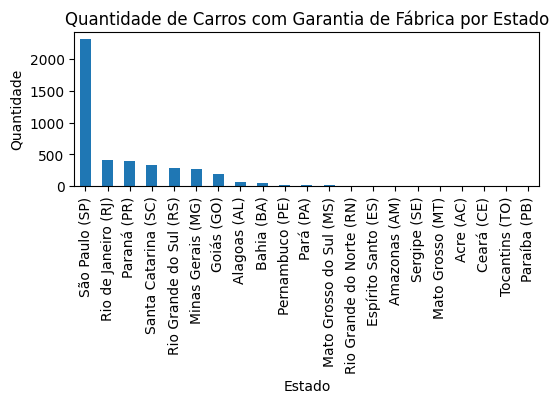 Quantidade de Carros com Garantia de Fábrica por Estado
Quantidade
2000
1500
1000
500
0
São Paulo (SP)
Rio de Janeiro (RJ)
Paraná (PR)
Santa Catarina (SC)
Rio Grande do Sul (RS)
Minas Gerais (MG)
Goiás (GO)
Alagoas (AL)
Bahia (BA)
Pernambuco (PE)
Pará (PA)
Mato Grosso do Sul (MS)
Rio Grande do Norte (RN)
Espírito Santo (ES)
Amazonas (AM)
Sergipe (SE)
Mato Grosso (MT)
Acre (AC)
Ceará (CE)
Tocantins (TO)
Paraíba (PB)
Estado